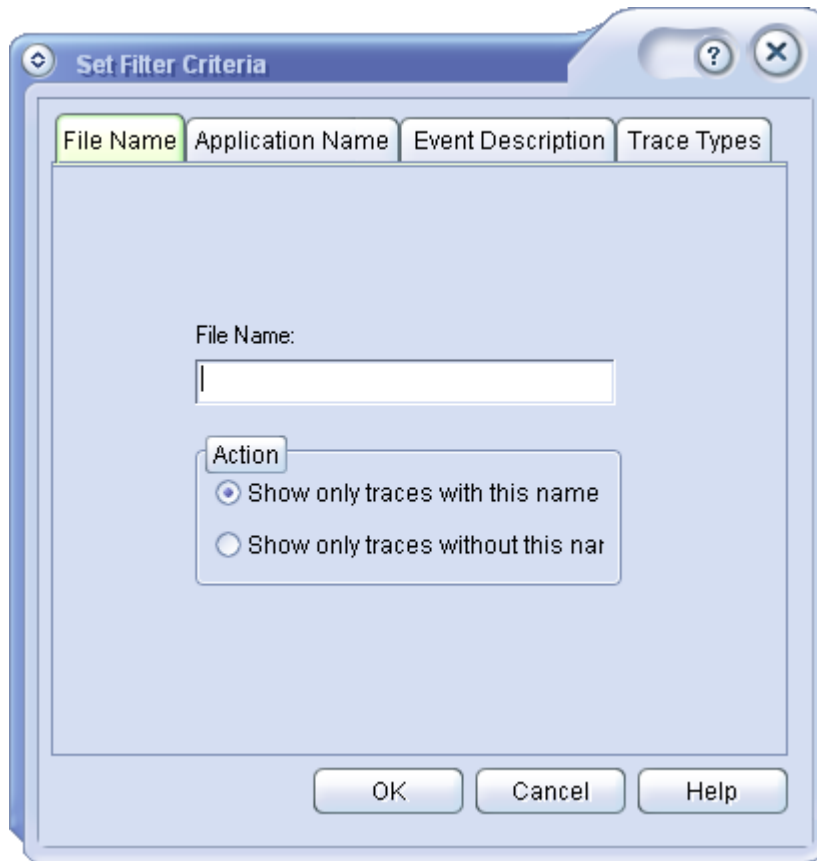 Set Filter Criteria
?
File Name Application Name Event Description Trace Types
File Name:
Action
Show only traces with this name
Show only traces without this nar
OK Cancel Help